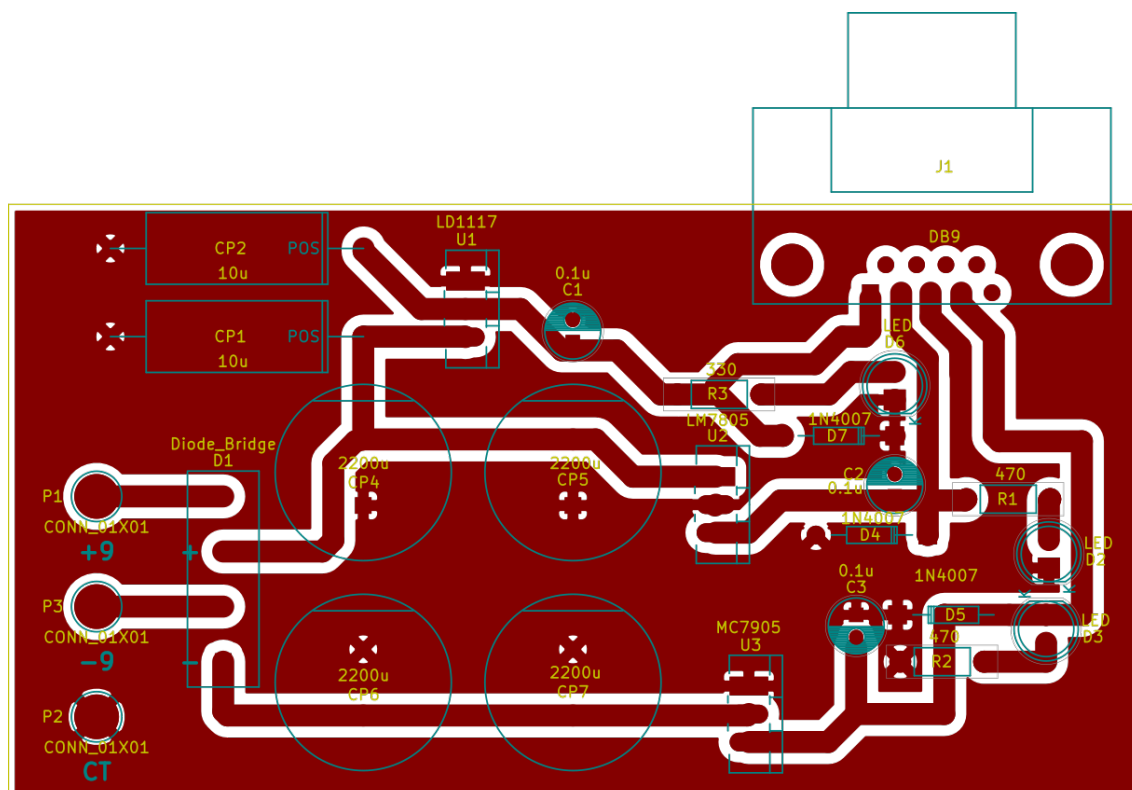 J1
DB9
LD1117
U1
CP2
POS
10u
0.1u
C1
CP1
POS
10u
LED
D6
330
R3
K
LM7805
U2
1N4007
D7
Diode_Bridge
D1
2200u
CP4
2200u
CP5
C2
0.1u
470
R1
P1
CONN_01X01
+9
+
1N4007
D4
LED
D2
K
K
0.1u
C3
1N4007
D5
P3
CONN_01X01
-9
-
MC7905
U3
470
R2
LED
D3
2200u
CP6
2200u
CP7
P2
CONN_01X01
CT